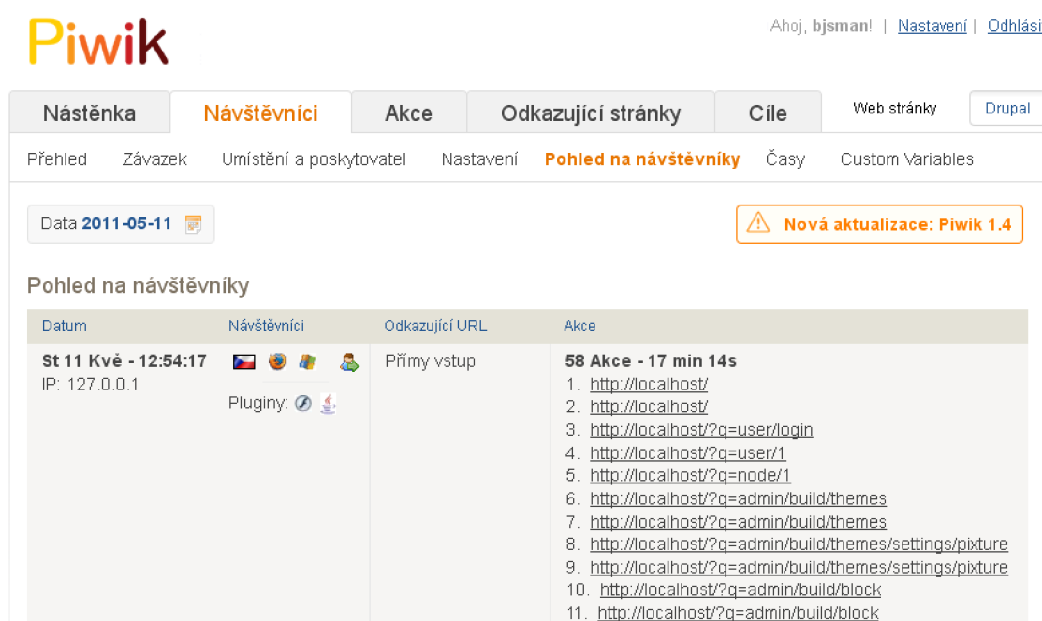 Piwik
Ahoj, bjsman! | Nastavení | Odhlási
Nástěnka Návštěvníci Akce Odkazující stránky Cíle Web stránky Drupal
Přehled Závazek Umístění a poskytovatel Nastavení Pohled na návštěvníky Časy Custom Variables
Data 2011-05-11
Nová aktualizace: Piwik 1.4
Pohled na návštěvníky
Datum Návštěvníci Odkazující URL Akce
St 11 Kvě - 12:54:17 Přímy vstup 58 Akce - 17 min 14s
IP: 127.0.0.1
Pluginy:
1. http://localhost/
2. http://localhost/
3. http://localhost/?q=user/login
4. http://localhost/?q=user/1
5. http://localhost/?q=node/1
6. http://localhost/?q=admin/build/themes
7. http://localhost/?q=admin/build/themes
8. http://localhost/?q=admin/build/themes/settings/pixture
9. http://localhost/?q=admin/build/themes/settings/pixture
10. http://localhost/?q=admin/build/block
11. http://localhost/?q=admin/build/block